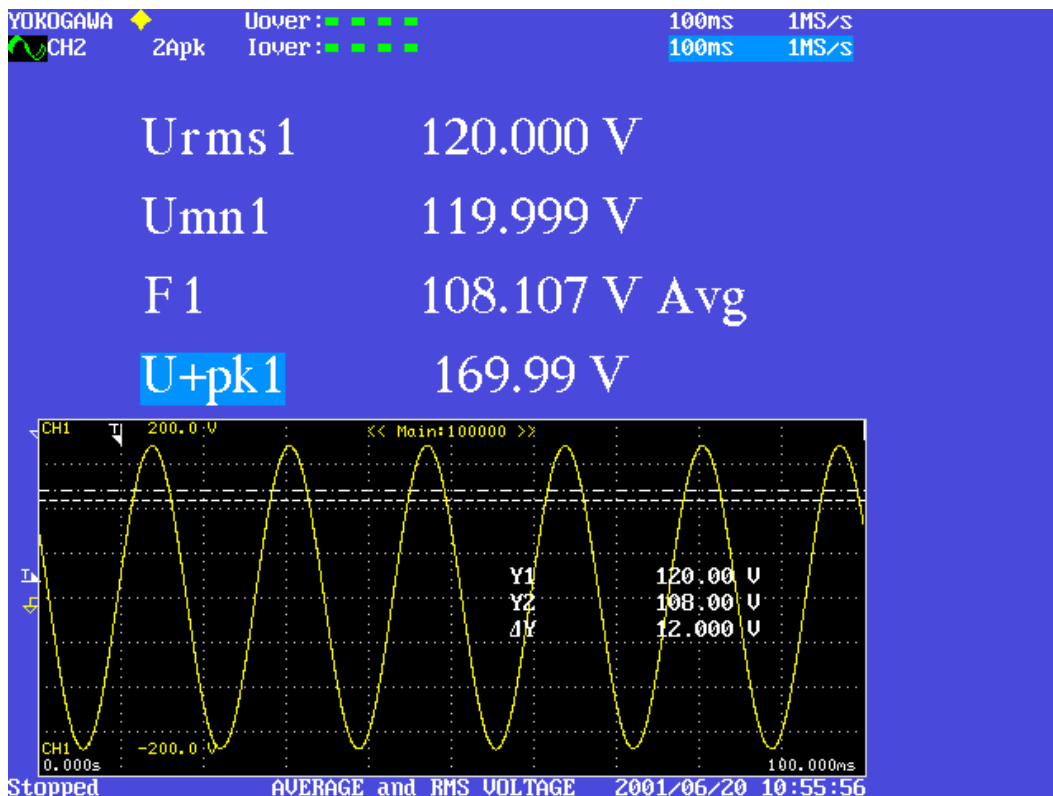 YOKOGAWA Uover: 100ms 1MS/s
CH2 2Apk Iover: 100ms 1MS/s
Urms1 120.000 V
Umn1 119.999 V
F1 108.107 V Avg
U+pk1 169.99 V
CH1 T 200.0 V << Main:100000 >>
T
Y1 120.00 V
Y2 108.00 V
ΔY 12.000 V
CH1 -200.0 V
0.000s 100.000ms
Stopped AVERAGE and RMS VOLTAGE 2001/06/20 10:55:56